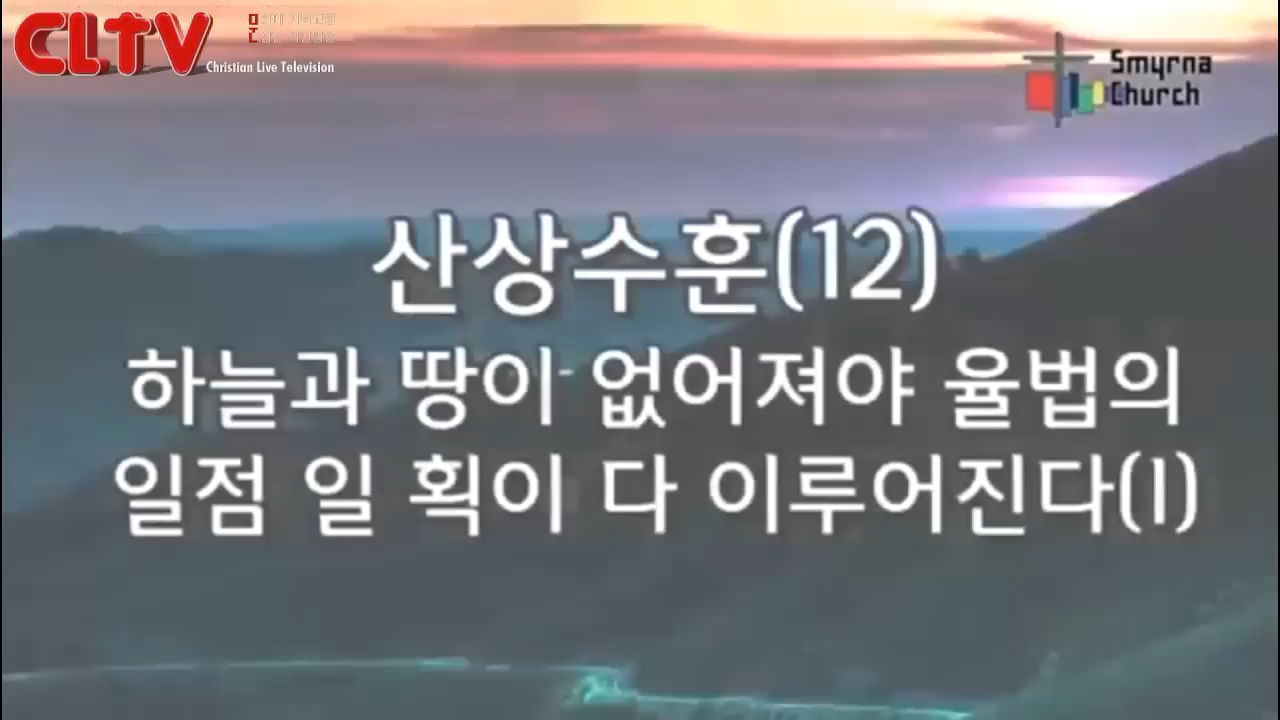 CLTV
Christian Live Television
Smyrna
Church
산상수훈(12)
하늘과 땅이 없어져야 율법의
일점 일 획이 다 이루어진다(I)